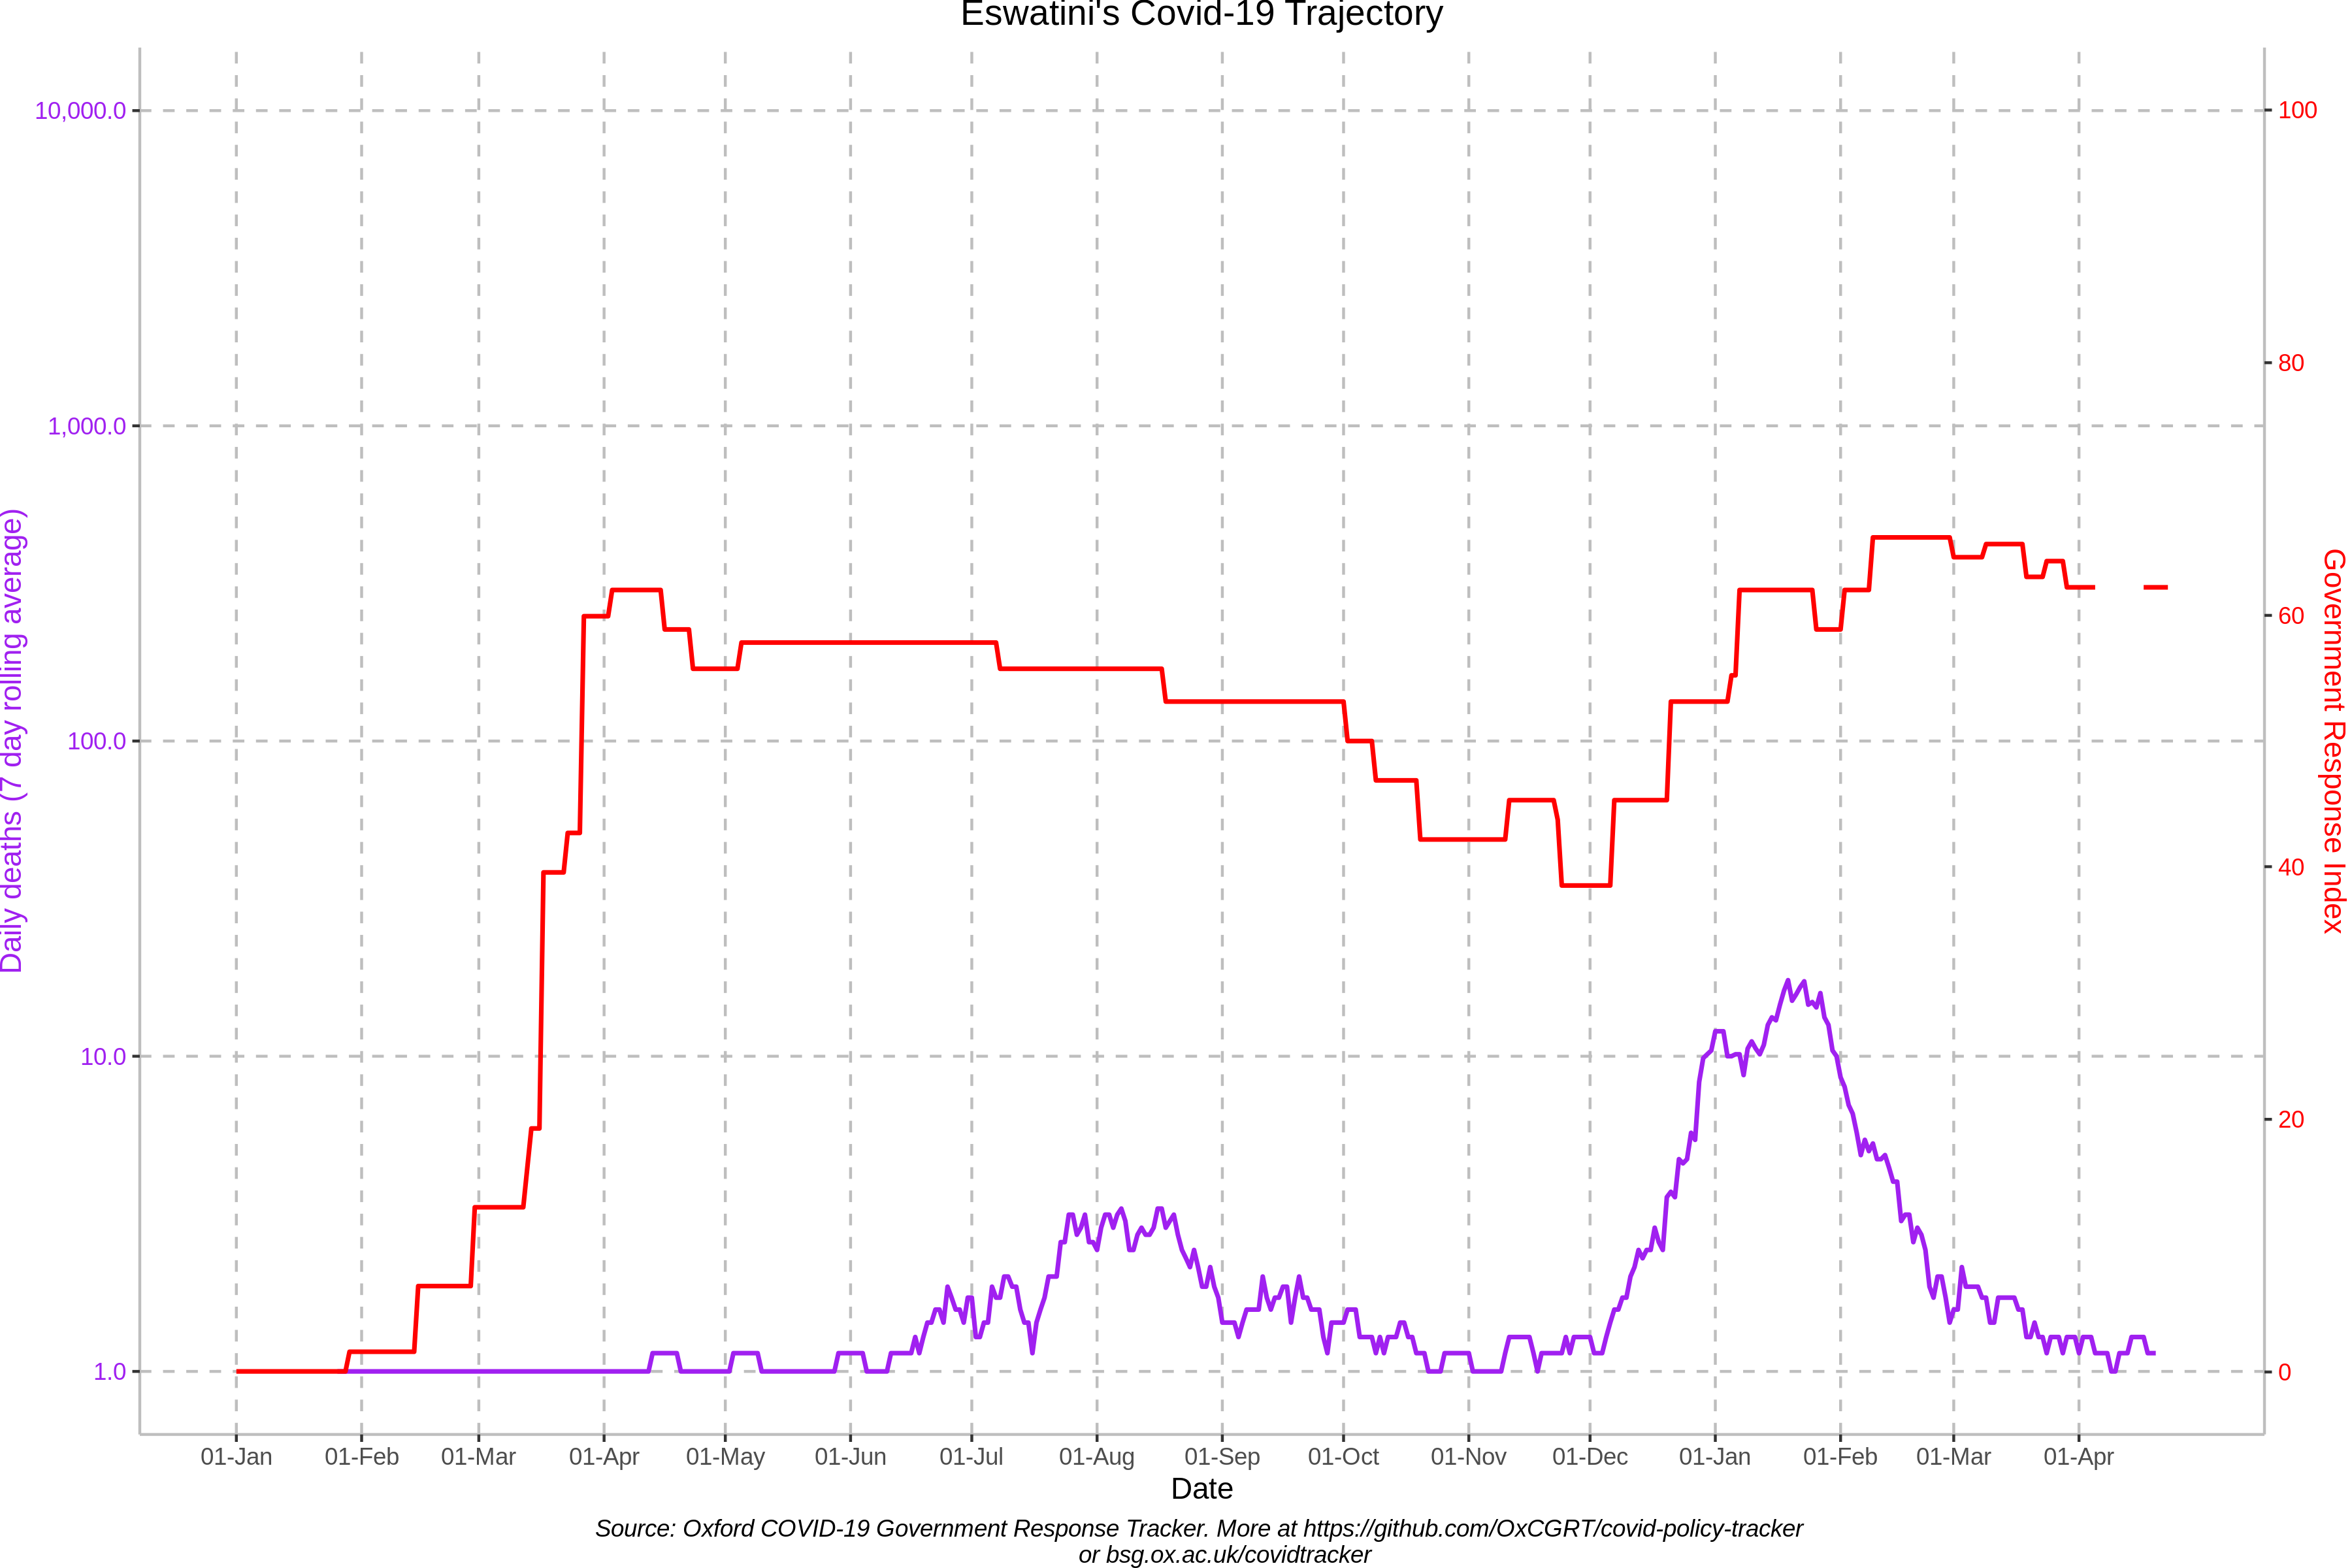 Eswatini's Covid-19 Trajectory
Daily deaths (7 day rolling average)
10,000.0
1,000.0
100.0
10.0
1.0
100
80
60
40
20
0
Government Response Index
01-Jan 01-Feb 01-Mar 01-Apr 01-May 01-Jun 01-Jul 01-Aug 01-Sep 01-Oct 01-Nov 01-Dec 01-Jan 01-Feb 01-Mar 01-Apr
Date
Source: Oxford COVID-19 Government Response Tracker. More at https://github.com/OxCGRT/covid-policy-tracker
or bsg.ox.ac.uk/covidtracker